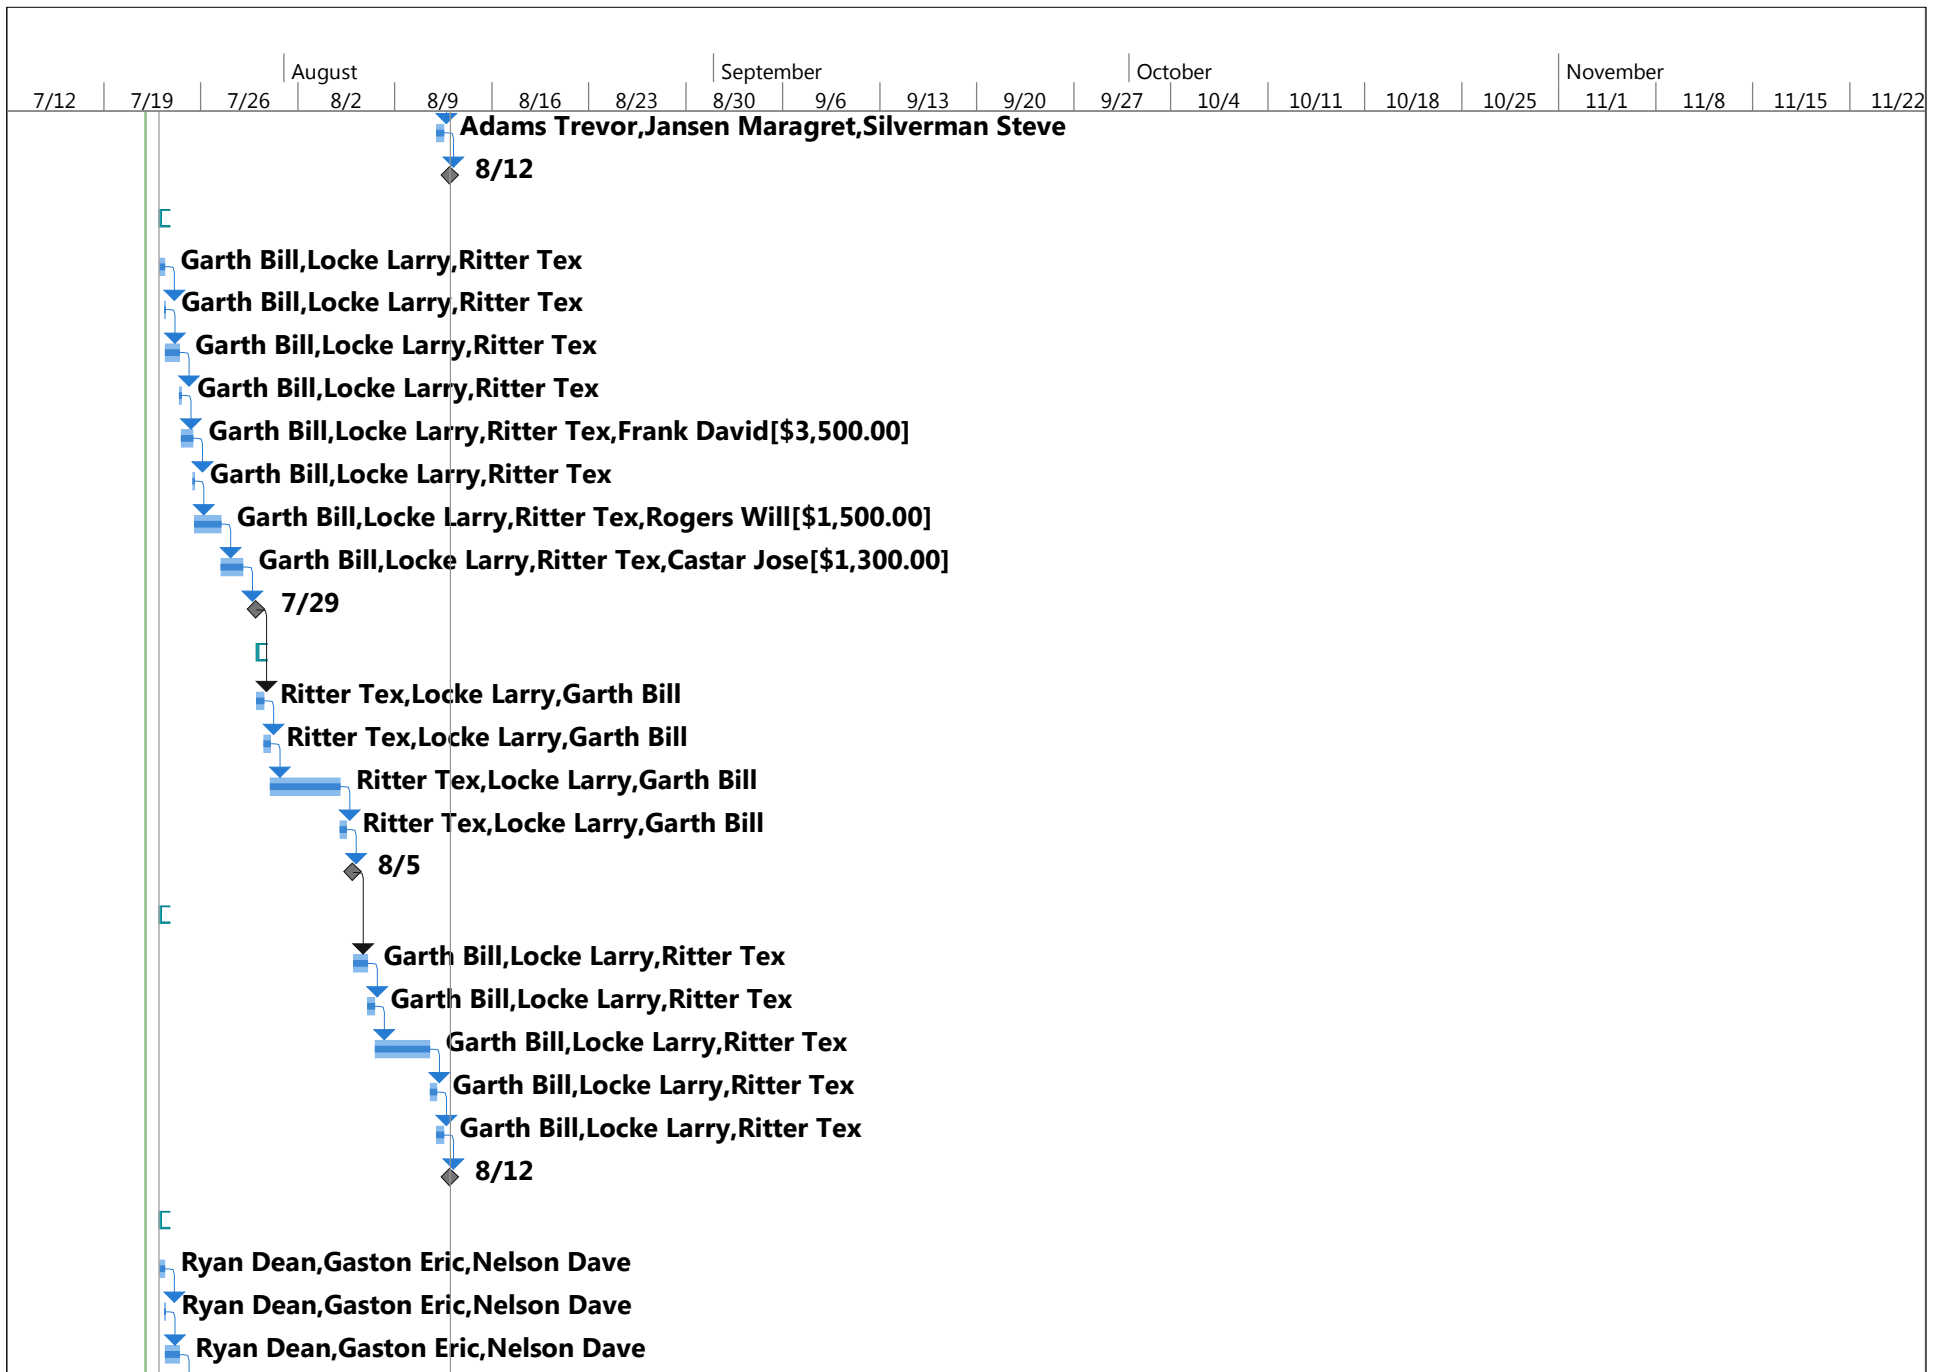 August September October November
7/12 7/19 7/26 8/2 8/9 8/16 8/23 8/30 9/6 9/13 9/20 9/27 10/4 10/11 10/18 10/25 11/1 11/8 11/15 11/22
Adams Trevor,Jansen Maragret,Silverman Steve
8/12
Garth Bill,Locke Larry,Ritter Tex
Garth Bill,Locke Larry,Ritter Tex
Garth Bill,Locke Larry,Ritter Tex
Garth Bill,Locke Larry,Ritter Tex
Garth Bill,Locke Larry,Ritter Tex,Frank David[$3,500.00]
Garth Bill,Locke Larry,Ritter Tex
Garth Bill,Locke Larry,Ritter Tex,Rogers Will[$1,500.00]
Garth Bill,Locke Larry,Ritter Tex,Castar Jose[$1,300.00]
7/29
Ritter Tex,Locke Larry,Garth Bill
Ritter Tex,Locke Larry,Garth Bill
Ritter Tex,Locke Larry,Garth Bill
Ritter Tex,Locke Larry,Garth Bill
8/5
Garth Bill,Locke Larry,Ritter Tex
Garth Bill,Locke Larry,Ritter Tex
Garth Bill,Locke Larry,Ritter Tex
Garth Bill,Locke Larry,Ritter Tex
Garth Bill,Locke Larry,Ritter Tex
8/12
Ryan Dean,Gaston Eric,Nelson Dave
Ryan Dean,Gaston Eric,Nelson Dave
Ryan Dean,Gaston Eric,Nelson Dave